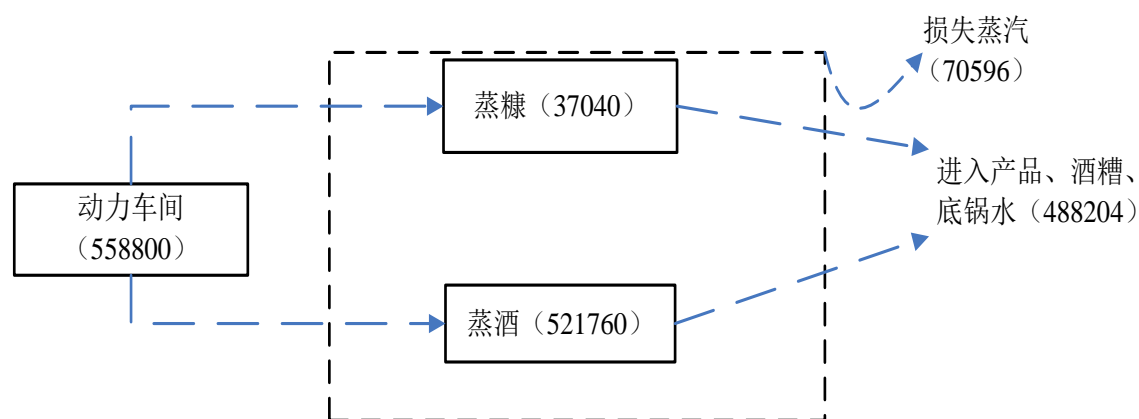 损失蒸汽
（70596）
蒸糠（37040）
进入产品、酒糟、
底锅水（488204）
动力车间
（558800）
蒸酒（521760）